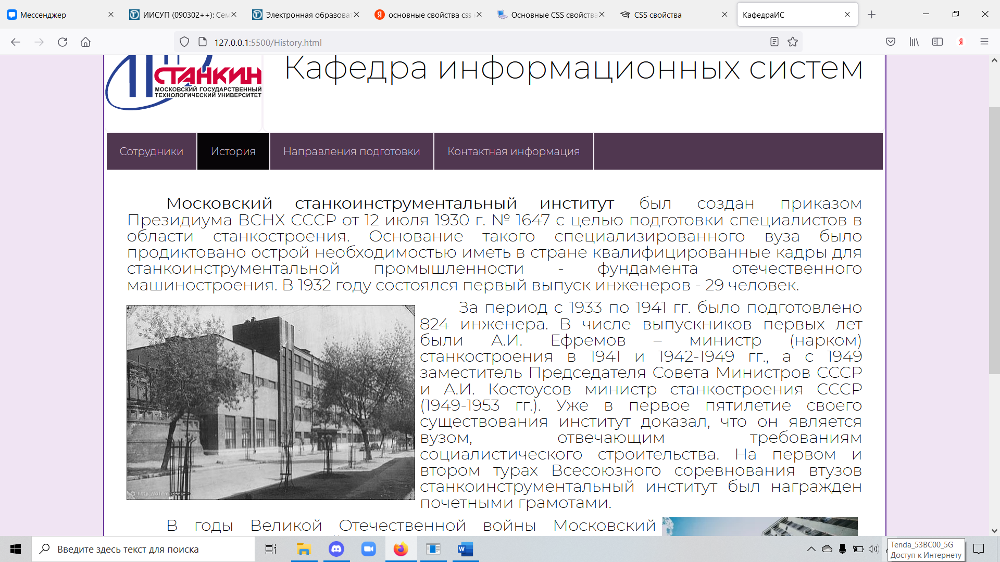 Мессенджер
ИИСУП (090302++): Сем
Электронная образоват
основные свойства css
Основные CSS свойства
CSS свойства
КафедраИС
127.0.0.1:5500/History.html
Я
СТАНКИН
МОСКОВСКИЙ ГОСУДАРСТВЕННЫЙ
ТЕХНОЛОГИЧЕСКИЙ УНИВЕРСИТЕТ
Кафедра информационных систем
Сотрудники
История
Направления подготовки
Контактная информация
Московский станкоинструментальный институт был создан приказом
Президиума ВСНХ СССР от 12 июля 1930 г. № 1647 с целью подготовки специалистов в
области станкостроения. Основание такого специализированного вуза было
продиктовано острой необходимостью иметь в стране квалифицированные кадры для
станкоинструментальной промышленности - фундамента отечественного
машиностроения. В 1932 году состоялся первый выпуск инженеров - 29 человек.
За период с 1933 по 1941 гг. было подготовлено
824 инженера. В числе выпускников первых лет
были А.И. Ефремов – министр (нарком)
станкостроения в 1941 и 1942-1949 гг., а с 1949
заместитель Председателя Совета Министров СССР
и А.И. Костоусов министр станкостроения СССР
(1949-1953 гг.). Уже в первое пятилетие своего
существования институт доказал, что он является
вузом, отвечающим требованиям
социалистического строительства. На первом и
втором турах Всесоюзного соревнования втузов
станкоинструментальный институт был награжден
почетными грамотами.
http://oldmos.ru
В годы Великой Отечественной войны Московский
Введите здесь текст для поиска
Tenda_53BC00_5G
Доступ к Интернету